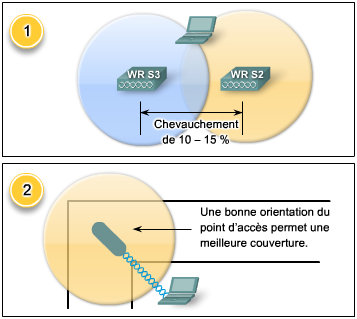 1
WR S3
WR S2
Chevauchement
de 10 – 15 %
2
Une bonne orientation du
point d'accès permet une
meilleure couverture.